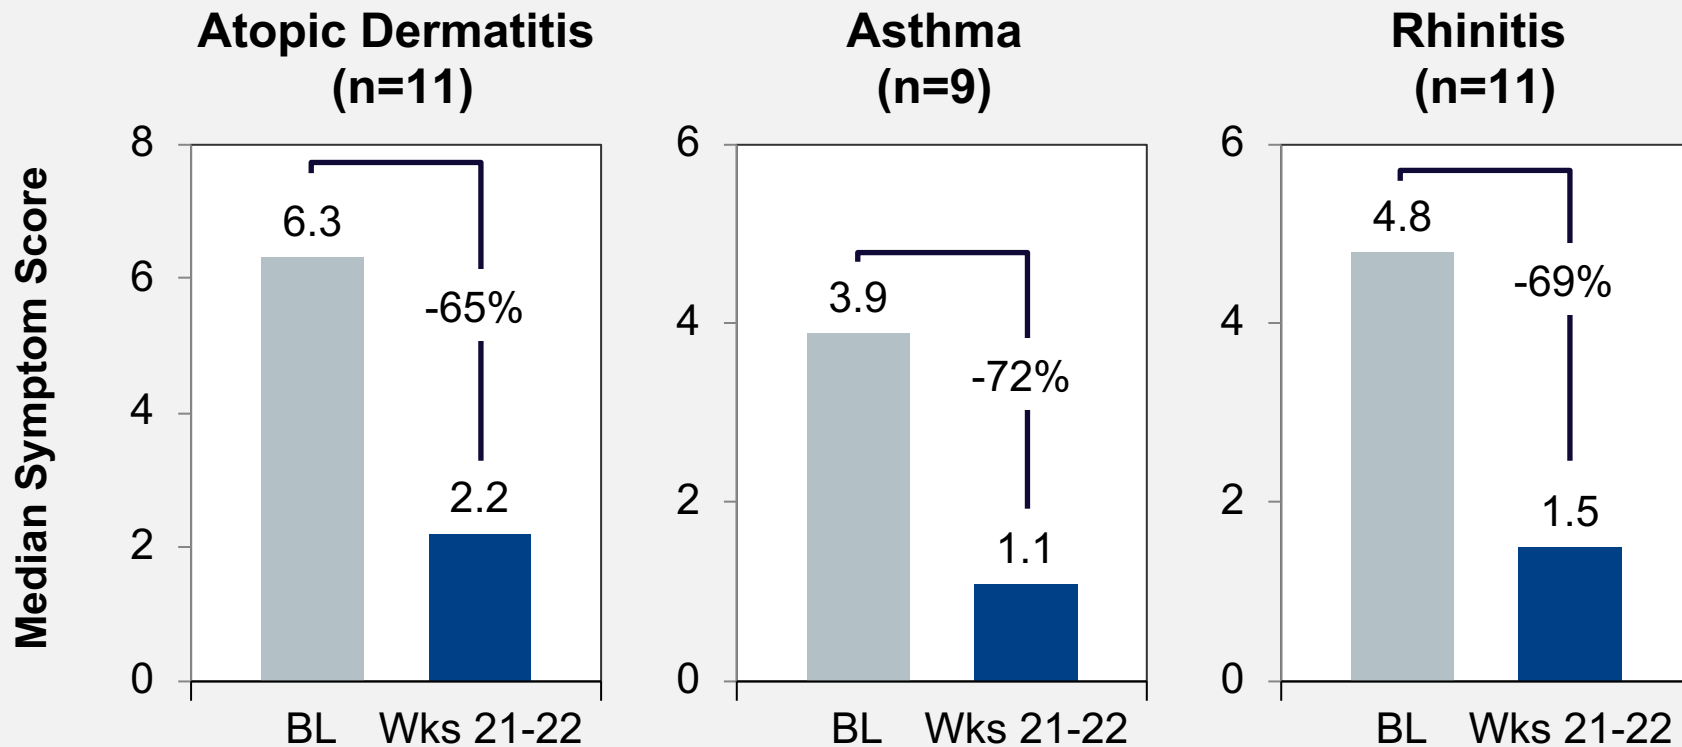 Atopic Dermatitis
(n=11)
Median Symptom Score
8
6
4
2
0
6.3
-65%
2.2
BL
Wks 21-22
Asthma
(n=9)
6
4
2
0
3.9
-72%
1.1
BL
Wks 21-22
Rhinitis
(n=11)
6
4
2
0
4.8
-69%
1.5
BL
Wks 21-22